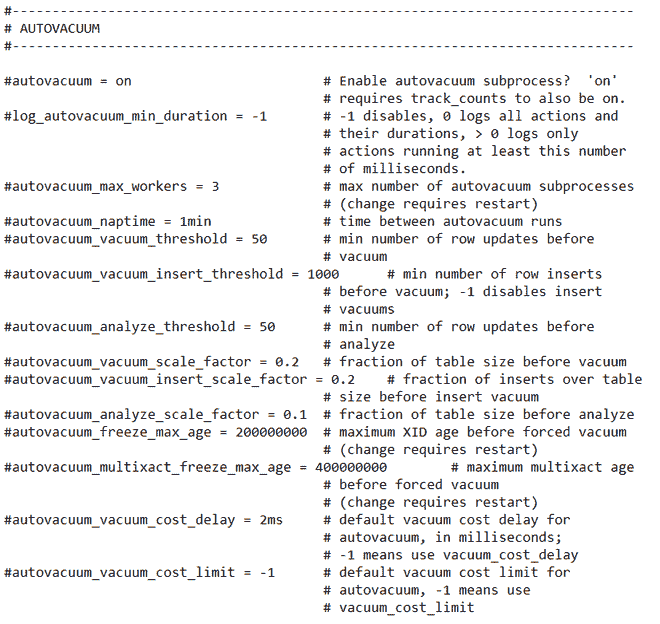 #------------------------------------------------------------------------------
# AUTOVACUUM
#------------------------------------------------------------------------------
#autovacuum = on # Enable autovacuum subprocess?  'on'
# requires track_counts to also be on.
#log_autovacuum_min_duration = -1 # -1 disables, 0 logs all actions and
# their durations, > 0 logs only
# actions running at least this number
# of milliseconds.
#autovacuum_max_workers = 3 # max number of autovacuum subprocesses
# (change requires restart)
#autovacuum_naptime = 1min # time between autovacuum runs
#autovacuum_vacuum_threshold = 50 # min number of row updates before
# vacuum
#autovacuum_vacuum_insert_threshold = 1000 # min number of row inserts
# before vacuum; -1 disables insert
# vacuums
#autovacuum_analyze_threshold = 50 # min number of row updates before
# analyze
#autovacuum_vacuum_scale_factor = 0.2 # fraction of table size before vacuum
#autovacuum_vacuum_insert_scale_factor = 0.2 # fraction of inserts over table
# size before insert vacuum
#autovacuum_analyze_scale_factor = 0.1 # fraction of table size before analyze
#autovacuum_freeze_max_age = 200000000 # maximum XID age before forced vacuum
# (change requires restart)
#autovacuum_multixact_freeze_max_age = 400000000 # maximum multixact age
# before forced vacuum
# (change requires restart)
#autovacuum_vacuum_cost_delay = 2ms # default vacuum cost delay for
# autovacuum, in milliseconds;
# -1 means use vacuum_cost_delay
#autovacuum_vacuum_cost_limit = -1 # default vacuum cost limit for
# autovacuum, -1 means use
# vacuum_cost_limit